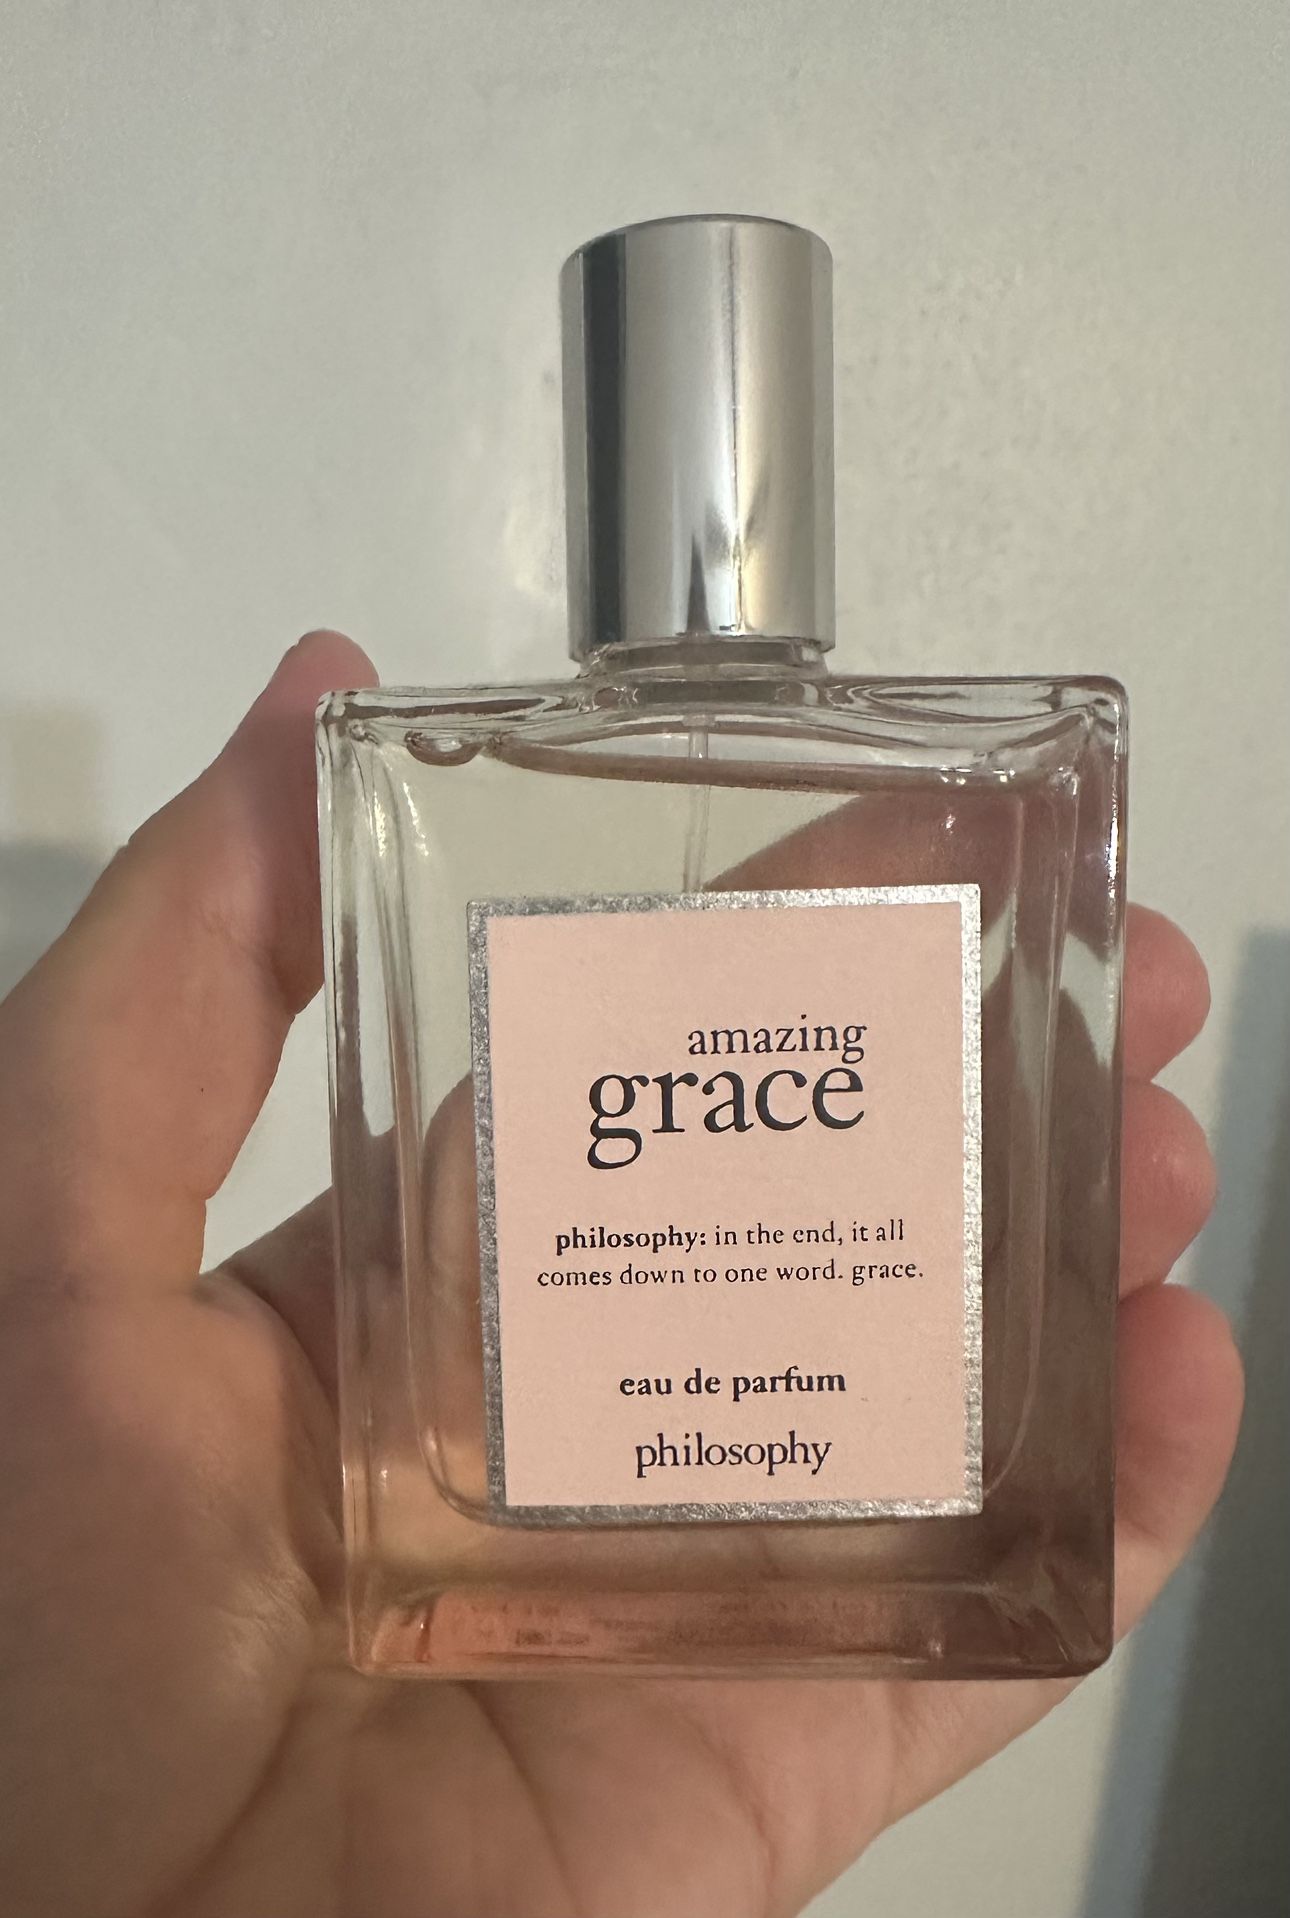 amazing
grace
philosophy: in the end, it all
comes down to one word. grace.
eau de parfum
philosophy